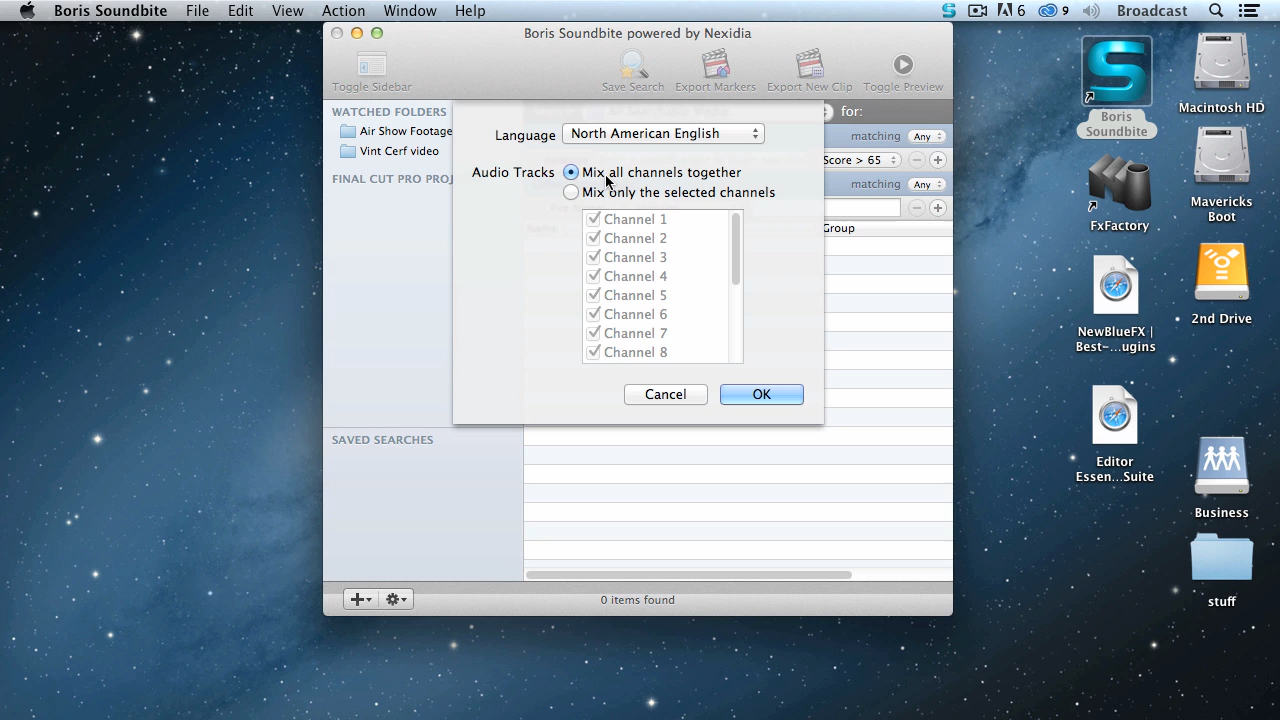 Boris Soundbite File Edit View Action Window Help 6 9 Broadcast
Boris Soundbite powered by Nexidia
Toggle Sidebar Save Search Export Markers Export New Clip Toggle Preview
WATCHED FOLDERS
Air Show Footage
Vint Cerf video
FINAL CUT PRO PROJ
SAVED SEARCHES
for:
matching Any
Score > 65
matching Any
Group
Language North American English
Audio Tracks Mix all channels together
Mix only the selected channels
Channel 1
Channel 2
Channel 3
Channel 4
Channel 5
Channel 6
Channel 7
Channel 8
Cancel OK
0 items found
Boris
Soundbite
FxFactory
NewBlueFX |
Best-...ugins
Editor
Essen...Suite
Macintosh HD
Mavericks
Boot
2nd Drive
Business
stuff